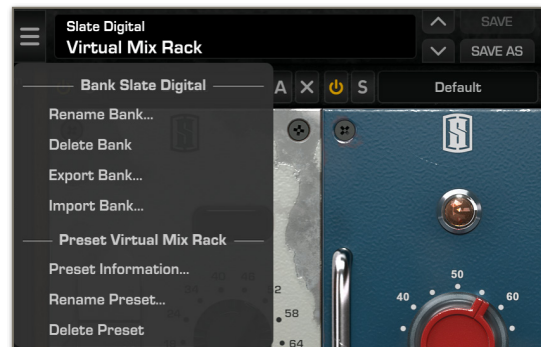 Slate Digital
Virtual Mix Rack
SAVE
SAVE AS
A
S
Default
Bank Slate Digital
Rename Bank...
Delete Bank
Export Bank...
Import Bank...
Preset Virtual Mix Rack
Preset Information...
Rename Preset...
Delete Preset
58
64
40
50
60